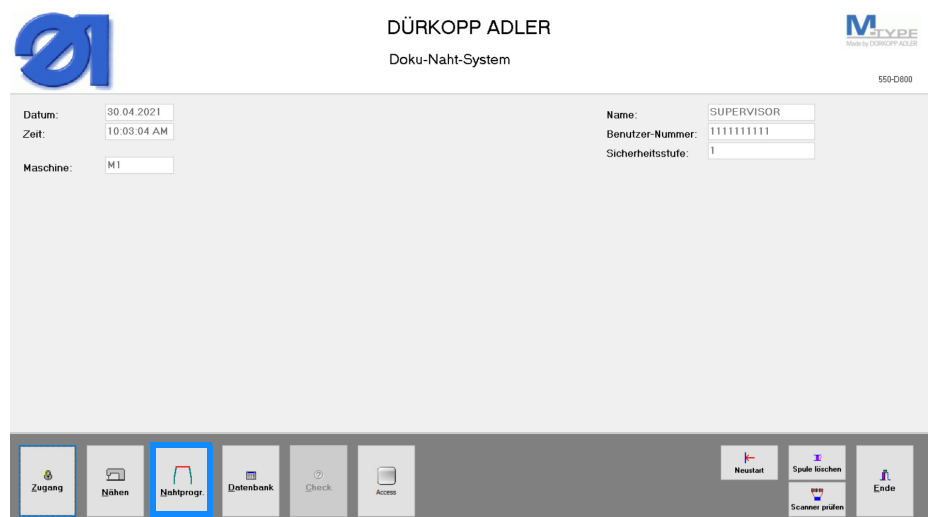 DÜRKOPP ADLER
Doku-Naht-System
M-TYPE
Made by DÜRKOPP ADLER
550-D800
Datum: 30.04.2021
Zeit: 10:03:04 AM
Maschine: M1
Name: SUPERVISOR
Benutzer-Nummer: 1111111111
Sicherheitsstufe: 1
Zugang
Nähen
Nahtprogr.
Datenbank
Check
Access
Neustart
Spule löschen
Scanner prüfen
Ende